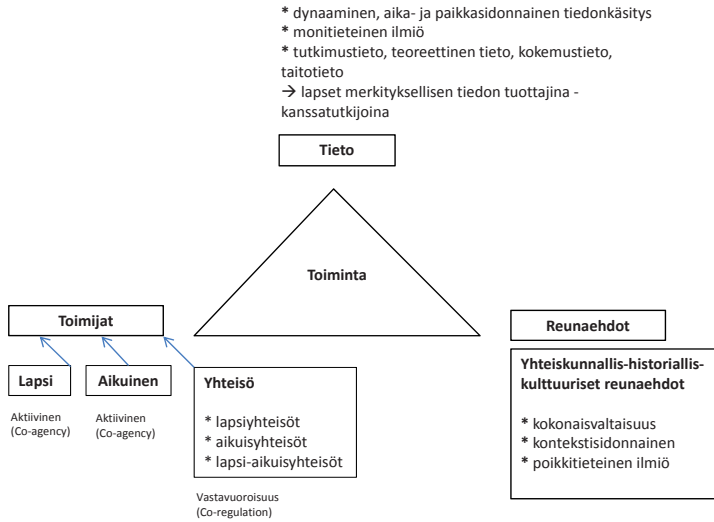 * dynaaminen, aika- ja paikkasidonnainen tiedonkäsitys
* monitieteinen ilmiö
* tutkimustieto, teoreettinen tieto, kokemustieto,
taitotieto
→ lapset merkityksellisen tiedon tuottajina -
kanssatutkijoina
Tieto
Toiminta
Toimijat
Lapsi
Aktiivinen
(Co-agency)
Aikuinen
Aktiivinen
(Co-agency)
Yhteisö
* lapsiyhteisöt
* aikuisyhteisöt
* lapsi-aikuisyhteisöt
Vastavuoroisuus
(Co-regulation)
Reunaehdot
Yhteiskunnallis-historiallis-
kulttuuriset reunaehdot
* kokonaisvaltaisuus
* kontekstisidonnainen
* poikkitieteinen ilmiö